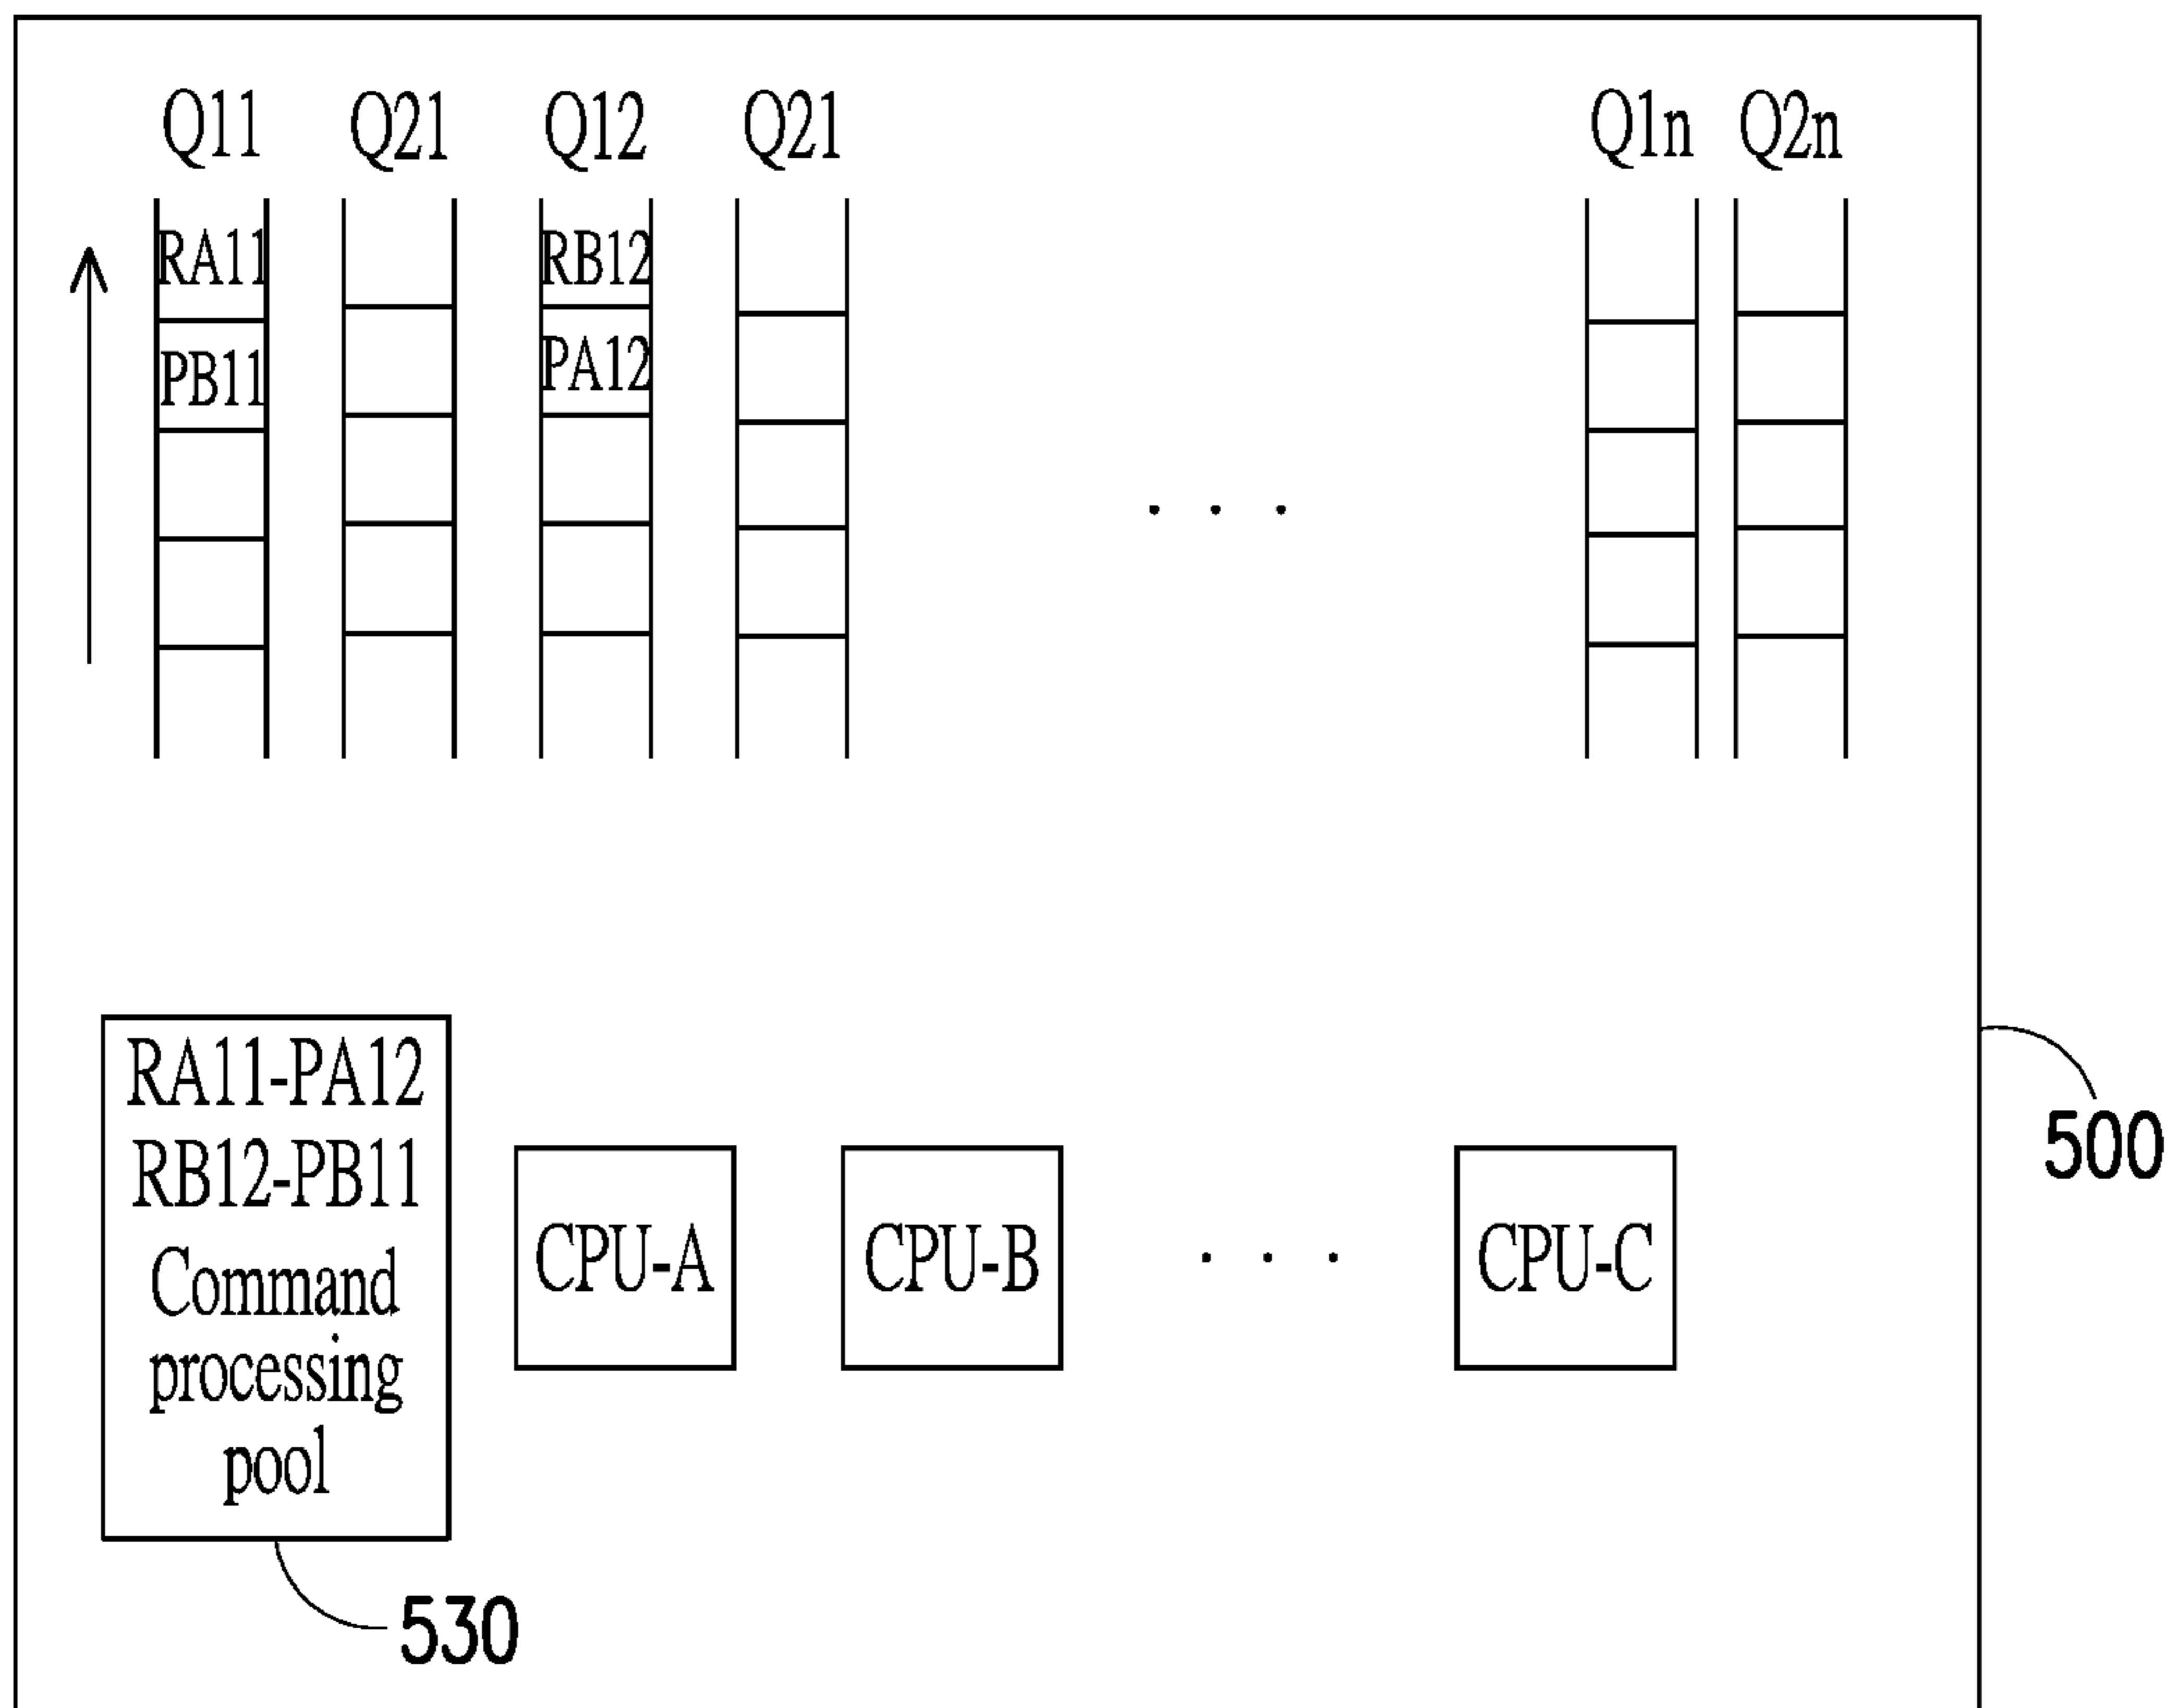 Q11 Q21 Q12 Q21 Q1n Q2n
RA11 RB12
PB11 PA12
. . .
RA11-PA12
RB12-PB11
Command
processing
pool
CPU-A CPU-B . . . CPU-C
500
530